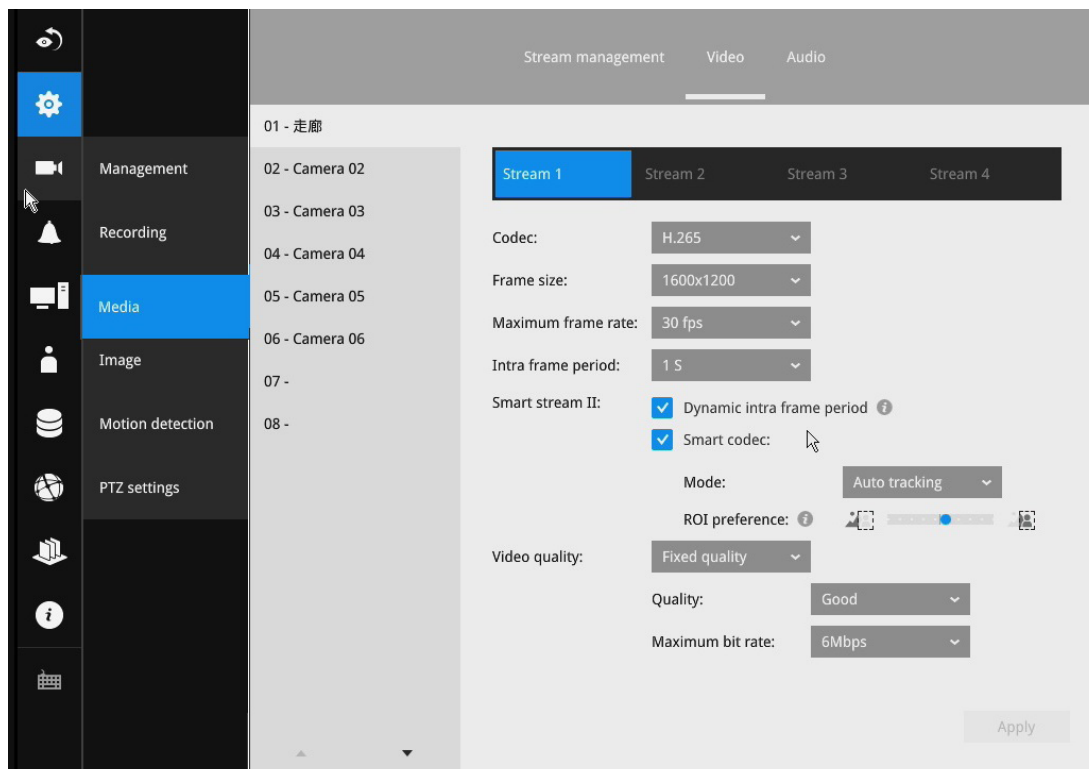 Stream management Video Audio
Management
Recording
Media
Image
Motion detection
PTZ settings
01 - 走廊
02 - Camera 02
03 - Camera 03
04 - Camera 04
05 - Camera 05
06 - Camera 06
07 -
08 -
Stream 1 Stream 2 Stream 3 Stream 4
Codec: H.265
Frame size: 1600x1200
Maximum frame rate: 30 fps
Intra frame period: 1 S
Smart stream II: Dynamic intra frame period i
Smart codec:
Mode: Auto tracking
ROI preference: i
Video quality: Fixed quality
Quality: Good
Maximum bit rate: 6Mbps
Apply
i